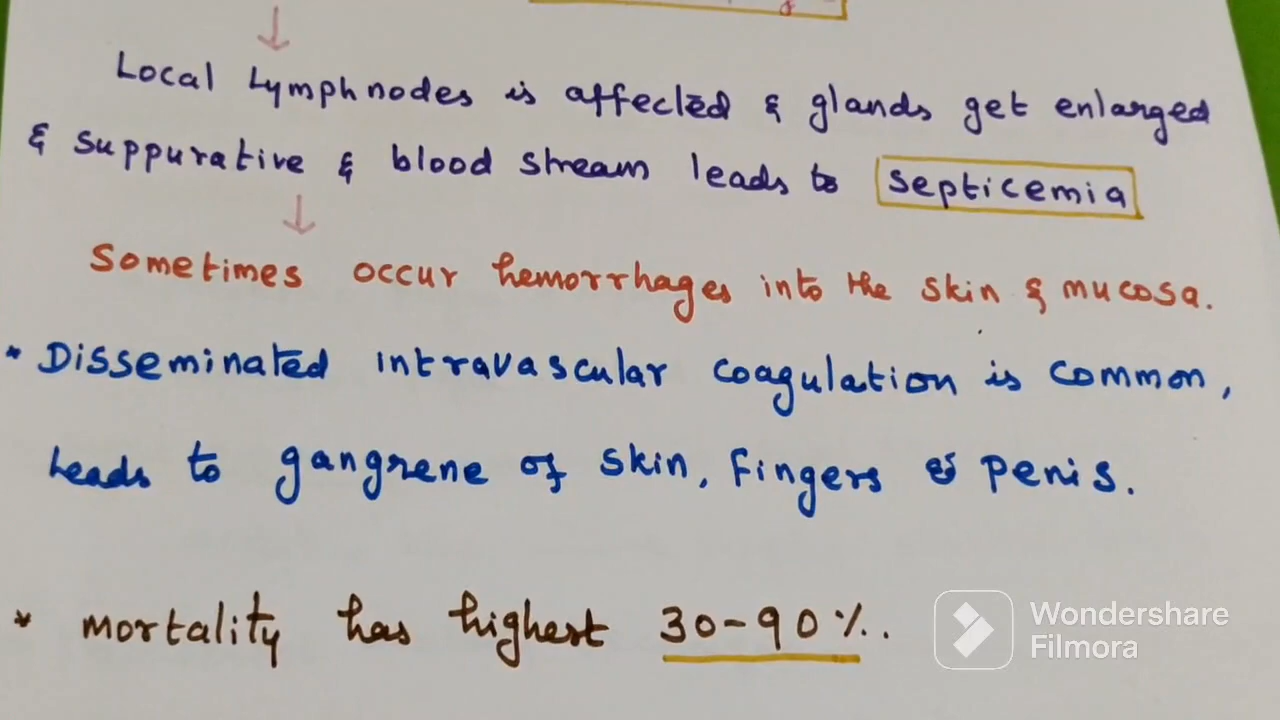 Local Lymphnodes is affected & glands get enlarged
& suppurative & blood stream leads to septicemia
Sometimes occur hemorrhages into the skin & mucosa.
* Disseminated intravascular coagulation is common,
leads to gangrene of skin, Fingers & penis.
* mortality has highest 30-90%.
Wondershare
Filmora